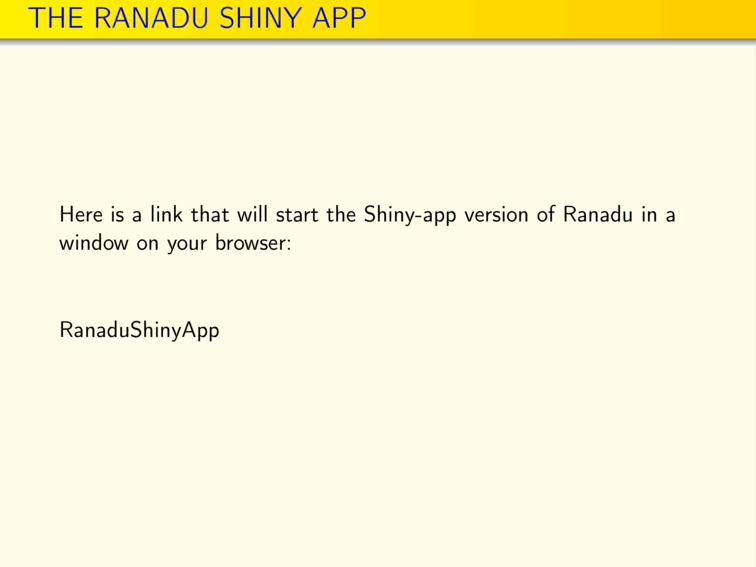 THE RANADU SHINY APP
Here is a link that will start the Shiny-app version of Ranadu in a
window on your browser:
RanaduShinyApp